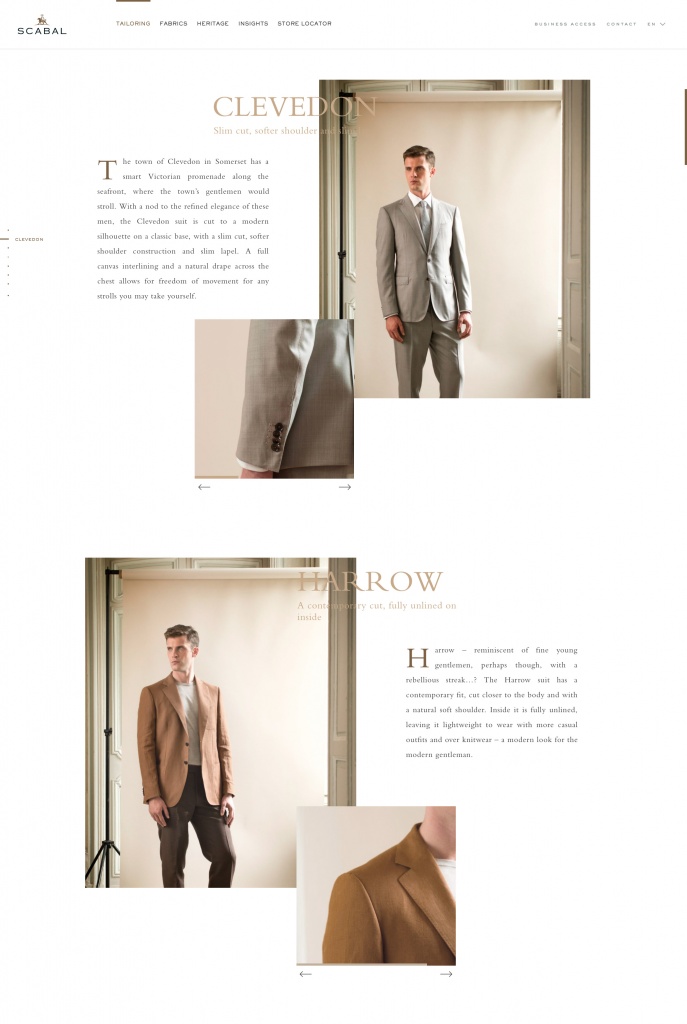 SCABAL
TAILORING FABRICS HERITAGE INSIGHTS STORE LOCATOR
BUSINESS ACCESS CONTACT EN
CLEVEDON
Slim cut, softer shoulder and slim
The town of Clevedon in Somerset has a
smart Victorian promenade along the
seafront, where the town's gentlemen would
stroll. With a nod to the refined elegance of these
men, the Clevedon suit is cut to a modern
silhouette on a classic base, with a slim cut, softer
shoulder construction and slim lapel. A full
canvas interlining and a natural drape across the
chest allows for freedom of movement for any
strolls you may take yourself.
CLEVEDON
HARROW
A contemporary cut, fully unlined on
inside
Harrow – reminiscent of fine young
gentlemen, perhaps though, with a
rebellious streak...? The Harrow suit has a
contemporary fit, cut closer to the body and with
a natural soft shoulder. Inside it is fully unlined,
leaving it lightweight to wear with more casual
outfits and over knitwear – a modern look for the
modern gentleman.